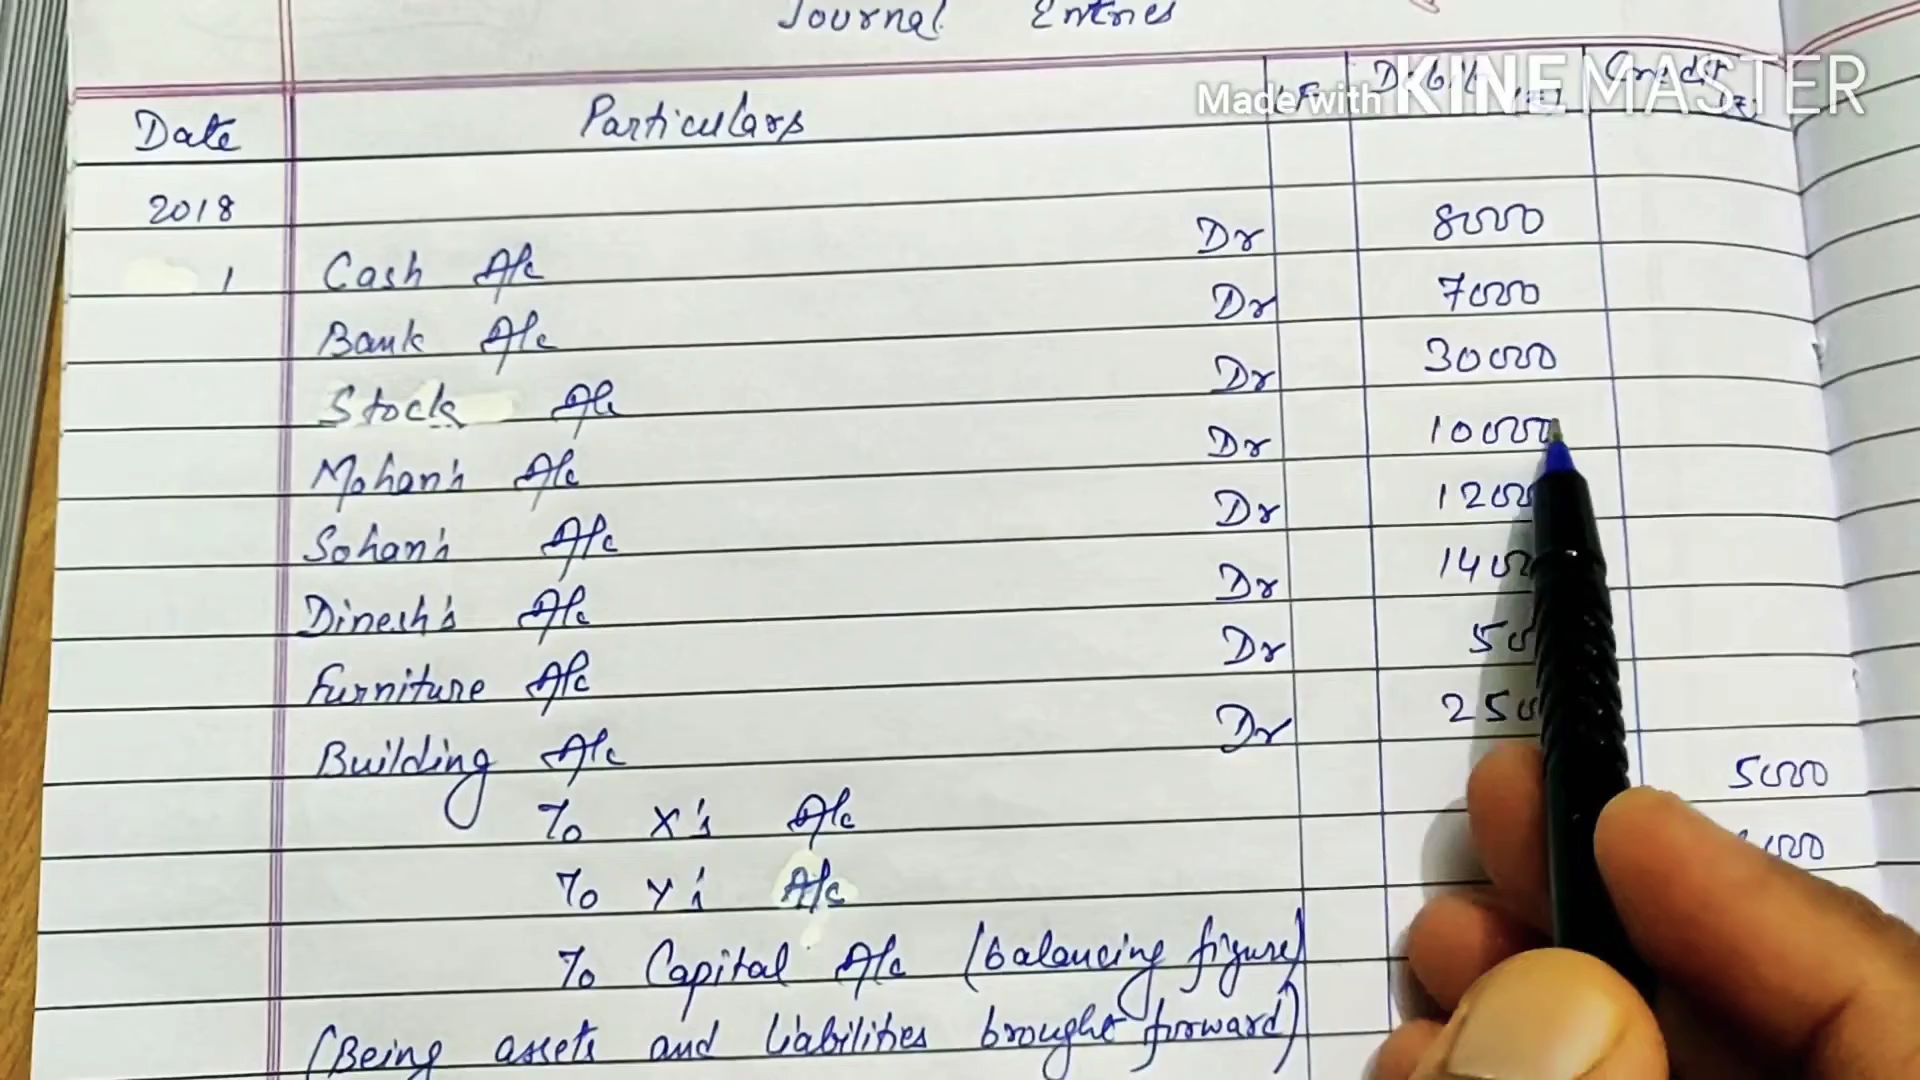 Journal Entries
Date Particulars L.F. Debit (₹) Credit (₹)
Made with KINEMASTER
2018
1 Cash A/c Dr 8000
Bank A/c Dr 7000
Stock A/c Dr 30000
Mohan's A/c Dr 10000
Sohan's A/c Dr
Dinesh's A/c Dr
Furniture A/c Dr
Building A/c Dr
To X's A/c 5000
To Y's A/c
To Capital A/c (balancing figure)
(Being assets and liabilities brought forward)